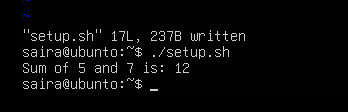 ~
~
"setup.sh" 17L, 237B written
saira@ubunto:~$ ./setup.sh
Sum of 5 and 7 is: 12
saira@ubunto:~$ _